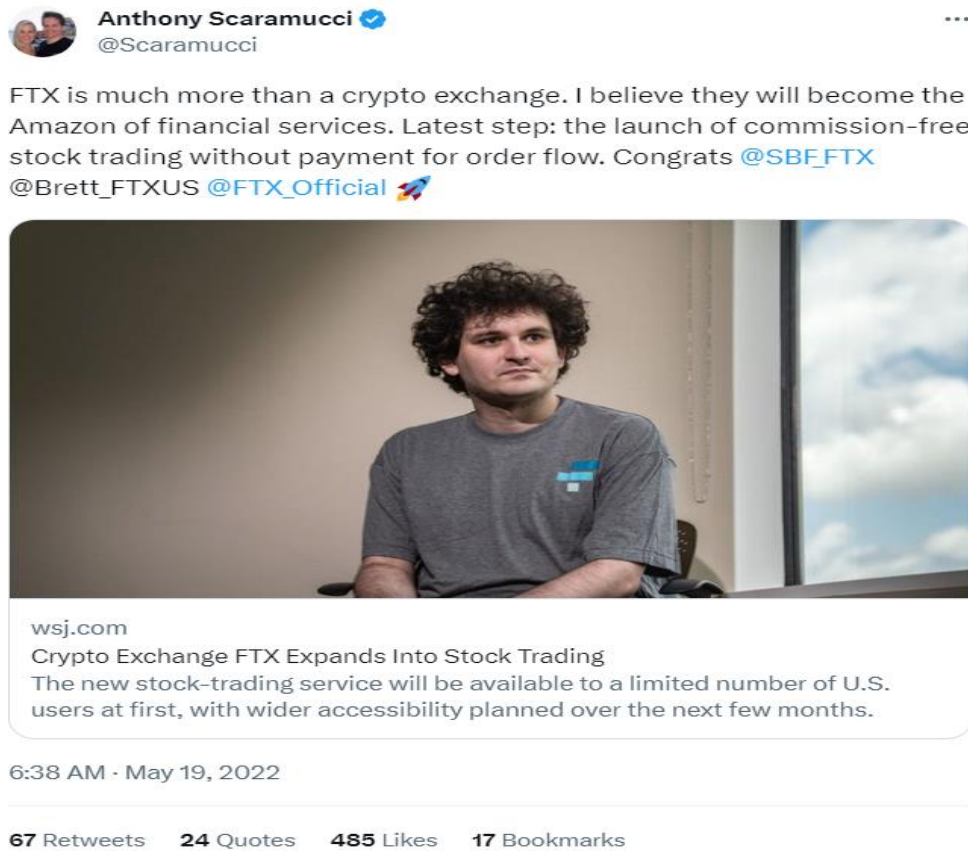 Anthony Scaramucci
@Scaramucci
FTX is much more than a crypto exchange. I believe they will become the
Amazon of financial services. Latest step: the launch of commission-free
stock trading without payment for order flow. Congrats @SBF_FTX
@Brett_FTXUS @FTX_Official 🚀
wsj.com
Crypto Exchange FTX Expands Into Stock Trading
The new stock-trading service will be available to a limited number of U.S.
users at first, with wider accessibility planned over the next few months.
6:38 AM · May 19, 2022
67 Retweets 24 Quotes 485 Likes 17 Bookmarks